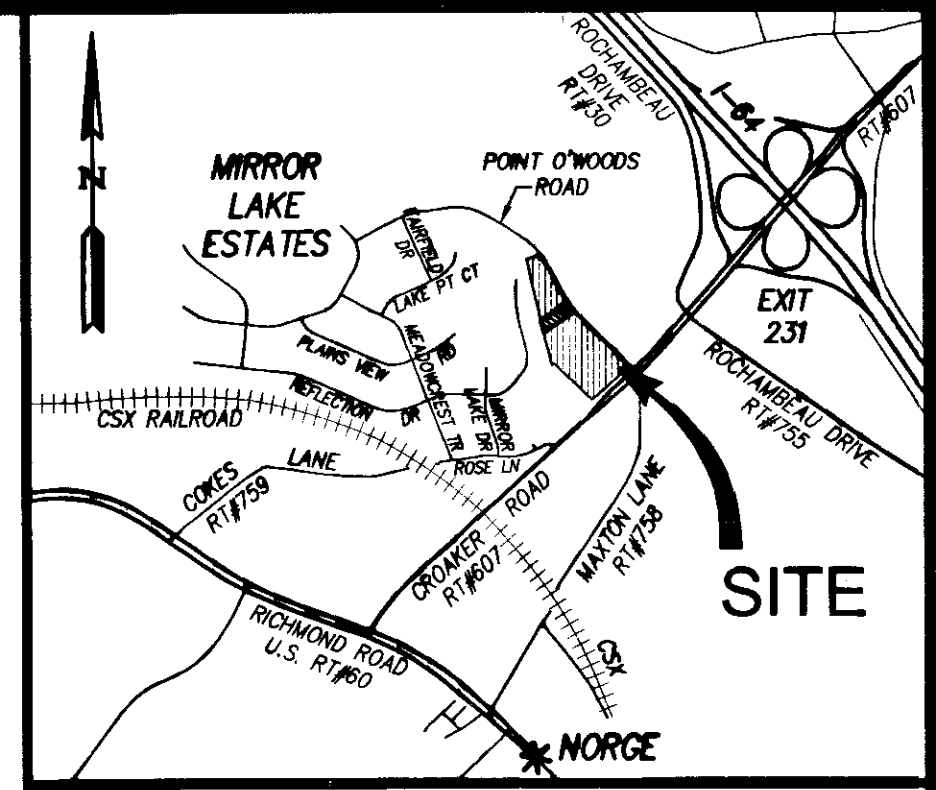 ROCHAMBEAU
DRIVE
RT#30
I-64
RT#607
N
MIRROR
LAKE
ESTATES
POINT O'WOODS
ROAD
FAIRFIELD
DR
LAKE PT CT
EXIT
231
PLAINS VIEW
RD
MEADOWCREST TR
REFLECTION
DR
MIRROR
LAKE DR
ROSE LN
ROCHAMBEAU DRIVE
RT#755
CSX RAILROAD
COKES
LANE
RT#759
CROAKER
ROAD
RT#607
MAXTON LANE
RT#758
SITE
RICHMOND ROAD
U.S. RT#60
CSX
NORGE